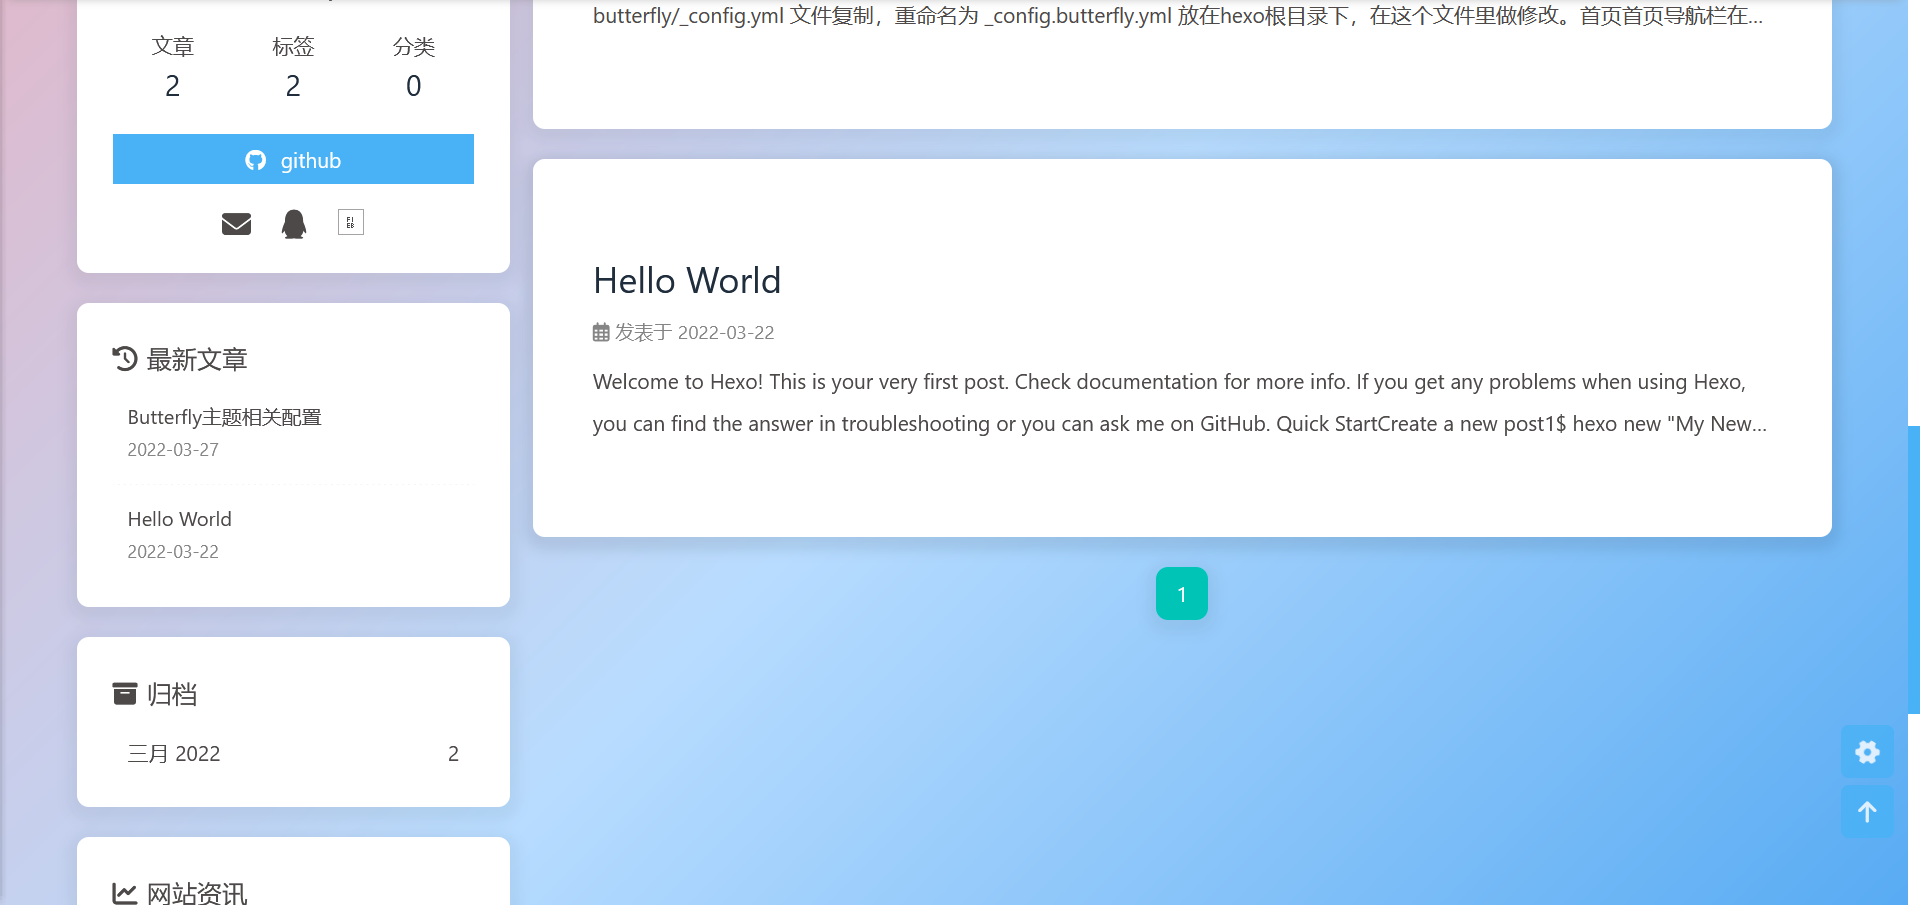 文章
标签
分类
2
2
0
github
最新文章
Butterfly主题相关配置
2022-03-27
Hello World
2022-03-22
归档
三月 2022
2
网站资讯
butterfly/_config.yml 文件复制，重命名为 _config.butterfly.yml 放在hexo根目录下，在这个文件里做修改。首页首页导航栏在...
Hello World
发表于 2022-03-22
Welcome to Hexo! This is your very first post. Check documentation for more info. If you get any problems when using Hexo,
you can find the answer in troubleshooting or you can ask me on GitHub. Quick StartCreate a new post1$ hexo new "My New...
1